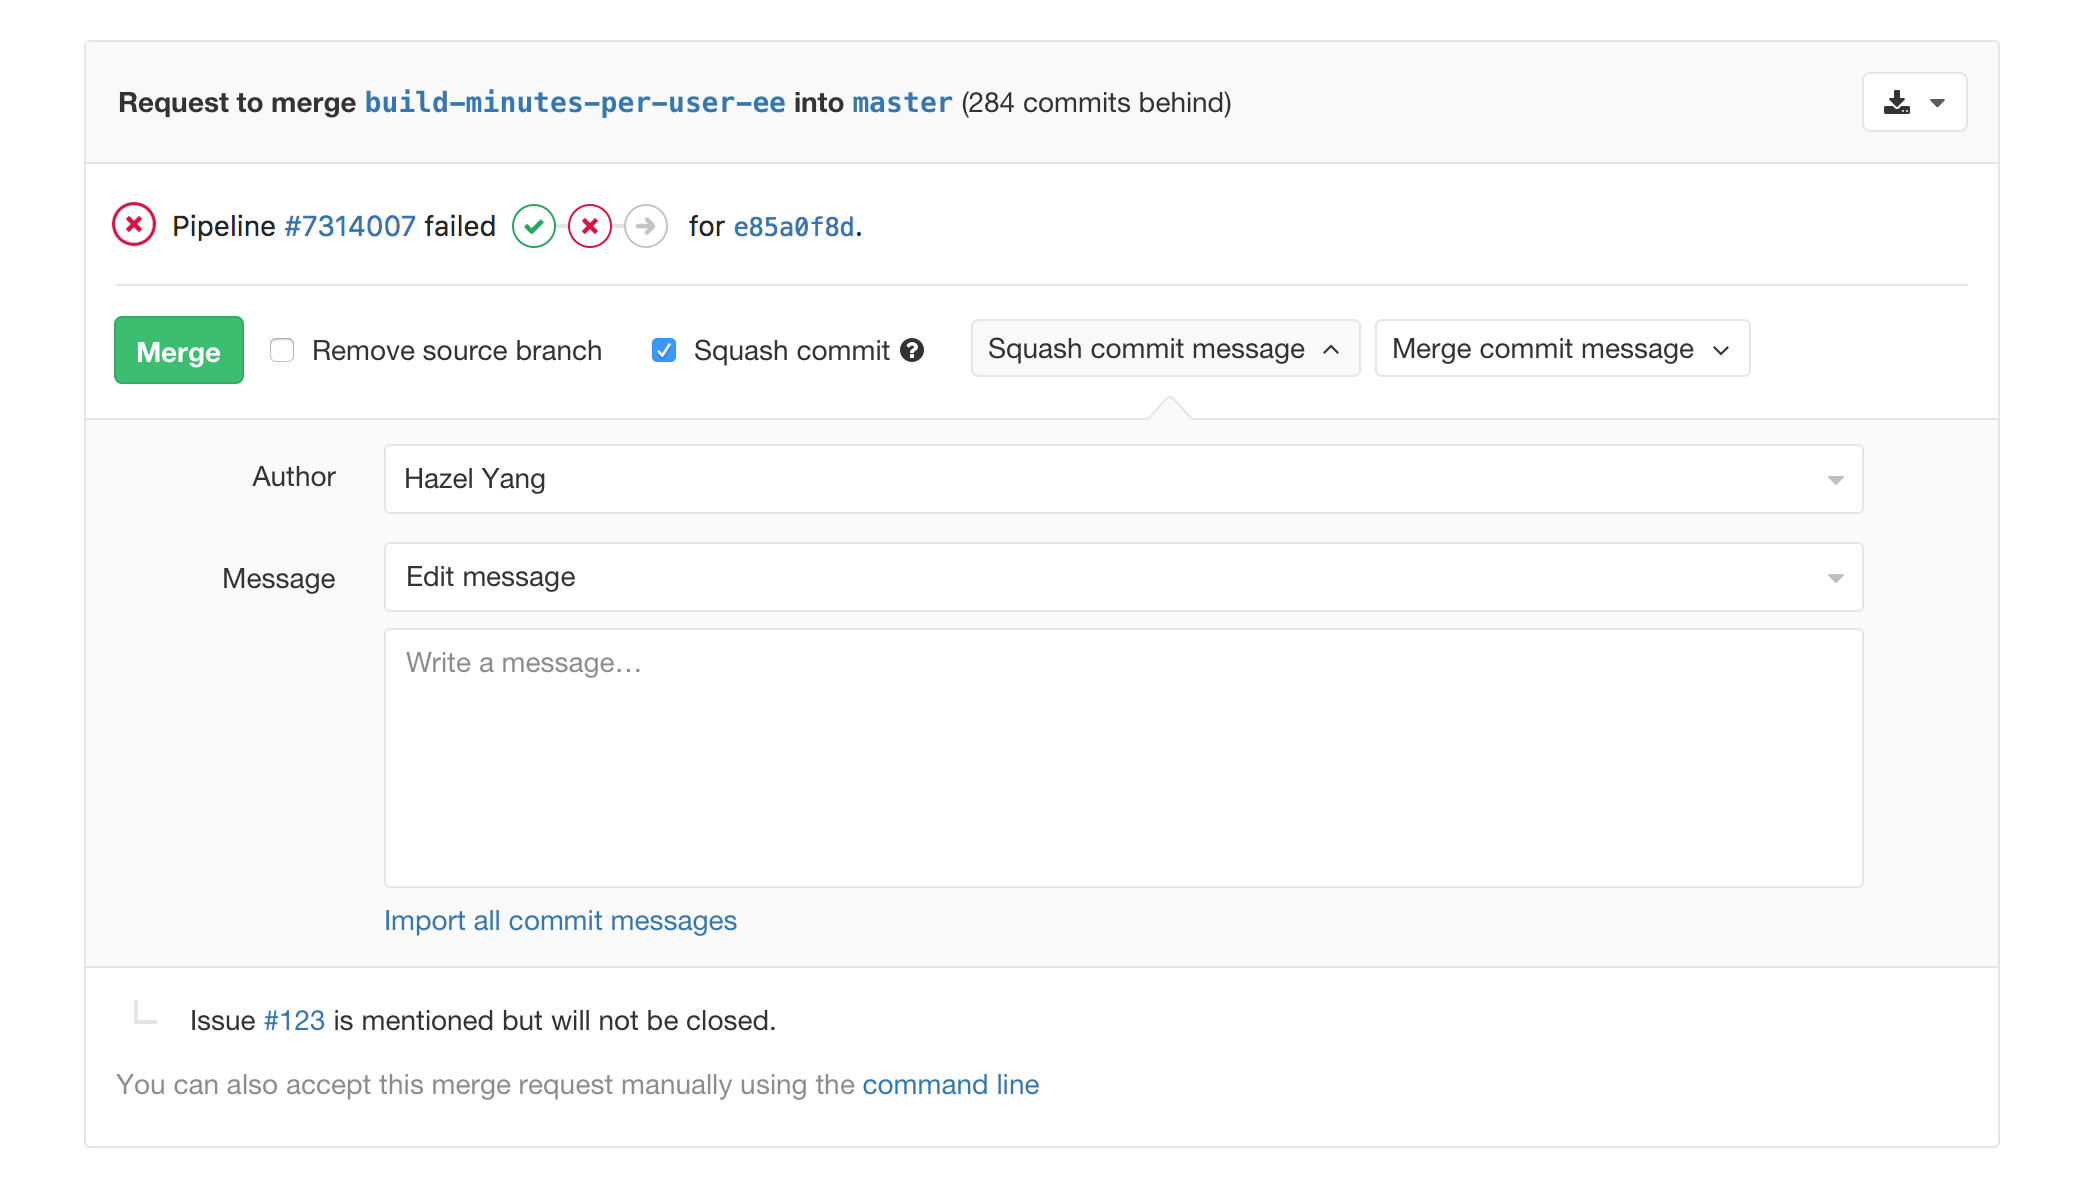 Request to merge build-minutes-per-user-ee into master (284 commits behind)
Pipeline #7314007 failed for e85a0f8d.
Merge Remove source branch Squash commit Squash commit message Merge commit message
Author Hazel Yang
Message Edit message
Write a message…
Import all commit messages
Issue #123 is mentioned but will not be closed.
You can also accept this merge request manually using the command line